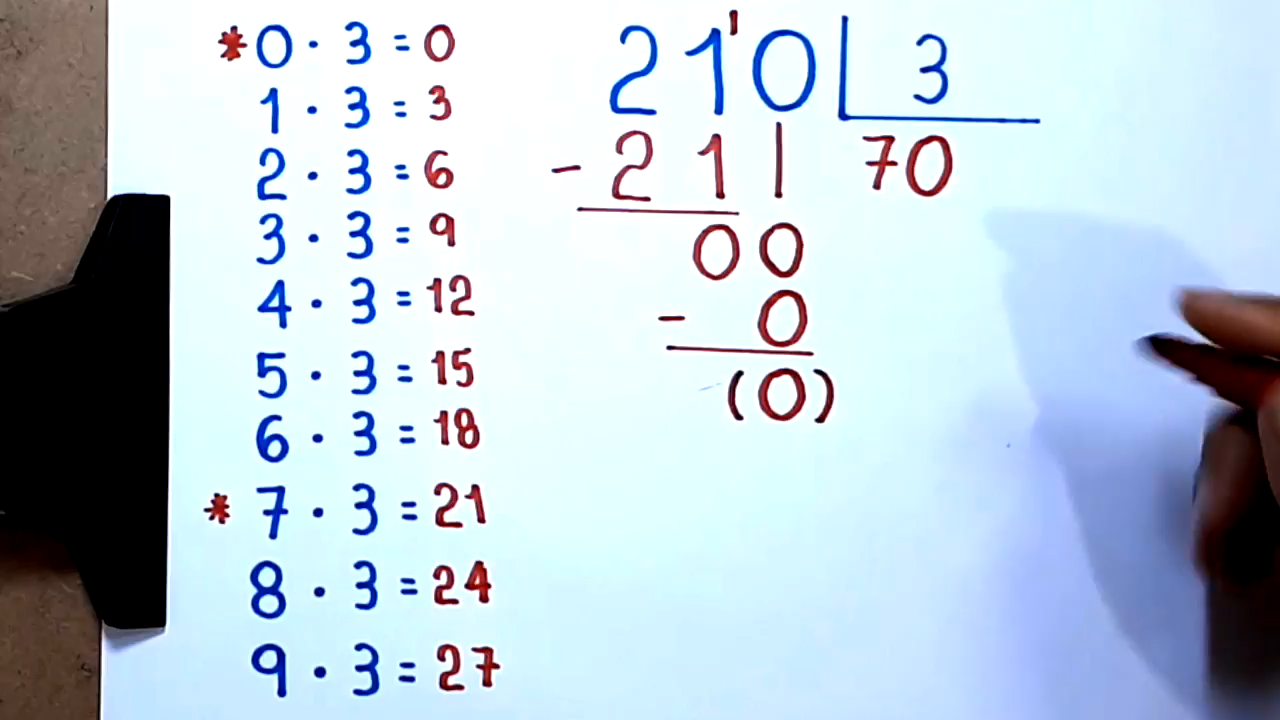 *0 · 3 = 0
1 · 3 = 3
2 · 3 = 6
3 · 3 = 9
4 · 3 = 12
5 · 3 = 15
6 · 3 = 18
* 7 · 3 = 21
8 · 3 = 24
9 · 3 = 27
21'0 3
- 21| 70
00
- 0
(0)